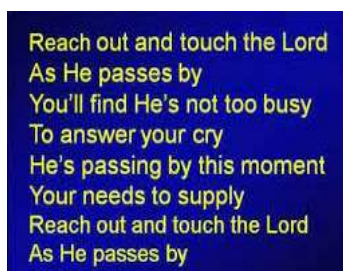 Reach out and touch the Lord
As He passes by
You'll find He's not too busy
To answer your cry
He's passing by this moment
Your needs to supply
Reach out and touch the Lord
As He passes by